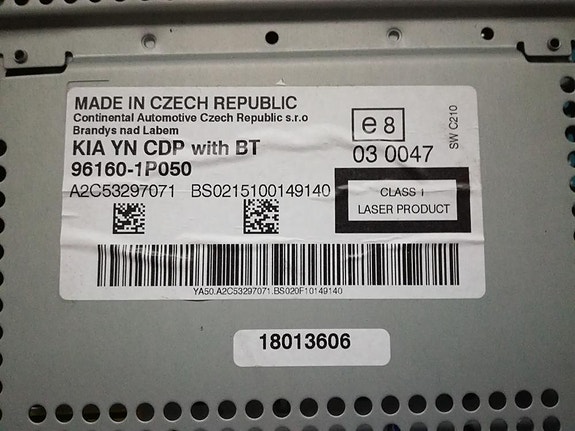 MADE IN CZECH REPUBLIC
Continental Automotive Czech Republic s.r.o
Brandys nad Labem
KIA YN CDP with BT
96160-1P050
A2C53297071 BS0215100149140
e8
03 0047
SW C210
CLASS I
LASER PRODUCT
YA50.A2C53297071.BS020F10149140
18013606